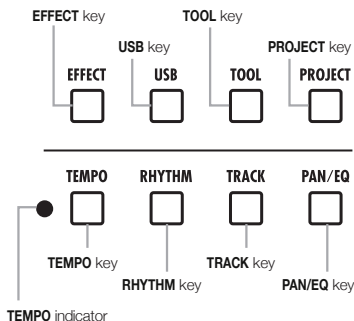 EFFECT key
TOOL key
USB key
PROJECT key
EFFECT
USB
TOOL
PROJECT
TEMPO
RHYTHM
TRACK
PAN/EQ
TEMPO key
TRACK key
RHYTHM key
PAN/EQ key
TEMPO indicator